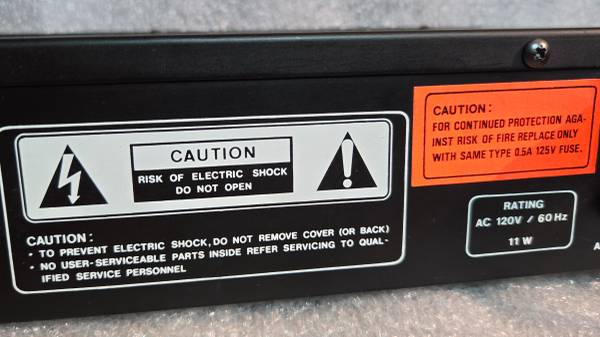 CAUTION
RISK OF ELECTRIC SHOCK
DO NOT OPEN
CAUTION:
• TO PREVENT ELECTRIC SHOCK, DO NOT REMOVE COVER (OR BACK)
• NO USER-SERVICEABLE PARTS INSIDE REFER SERVICING TO QUAL-
IFIED SERVICE PERSONNEL
CAUTION:
FOR CONTINUED PROTECTION AGA-
INST RISK OF FIRE REPLACE ONLY
WITH SAME TYPE 0.5A 125V FUSE.
RATING
AC 120V / 60Hz
11W